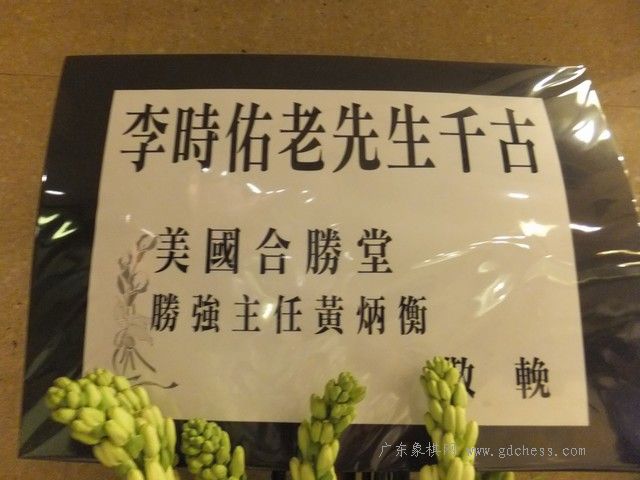 李時佑老先生千古
美國合勝堂
勝強主任黃炳衡
敬輓
广东象棋网 www.gdchess.com